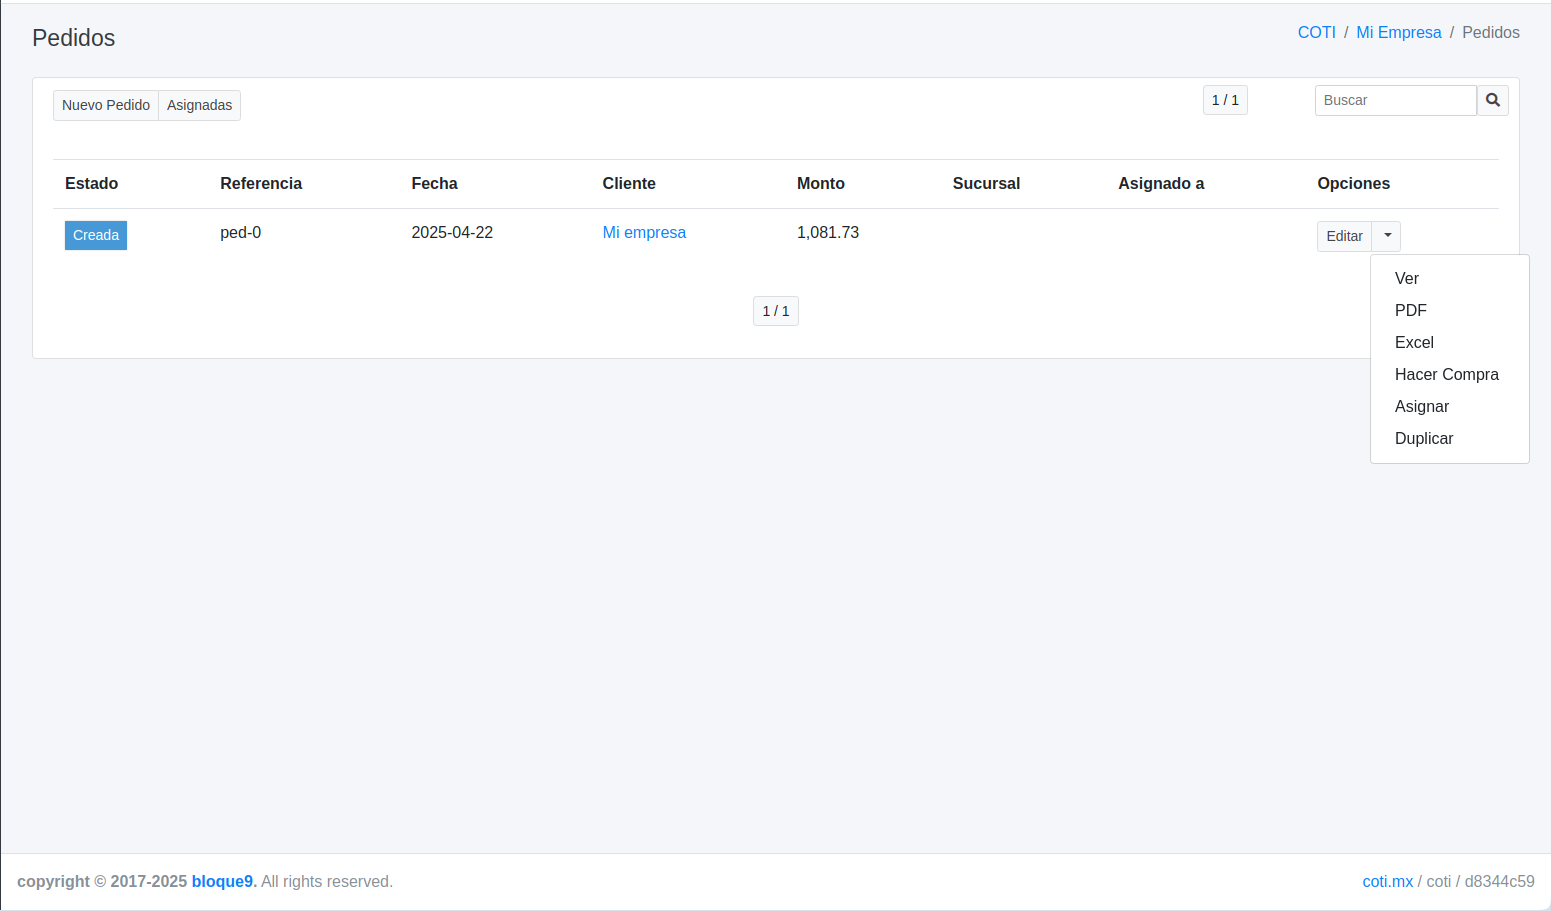 Pedidos
COTI / Mi Empresa / Pedidos
Nuevo Pedido Asignadas
1 / 1
Buscar
Estado Referencia Fecha Cliente Monto Sucursal Asignado a Opciones
Creada ped-0 2025-04-22 Mi empresa 1,081.73 Editar
Ver
PDF
Excel
Hacer Compra
Asignar
Duplicar
1 / 1
copyright © 2017-2025 bloque9. All rights reserved.
coti.mx / coti / d8344c59